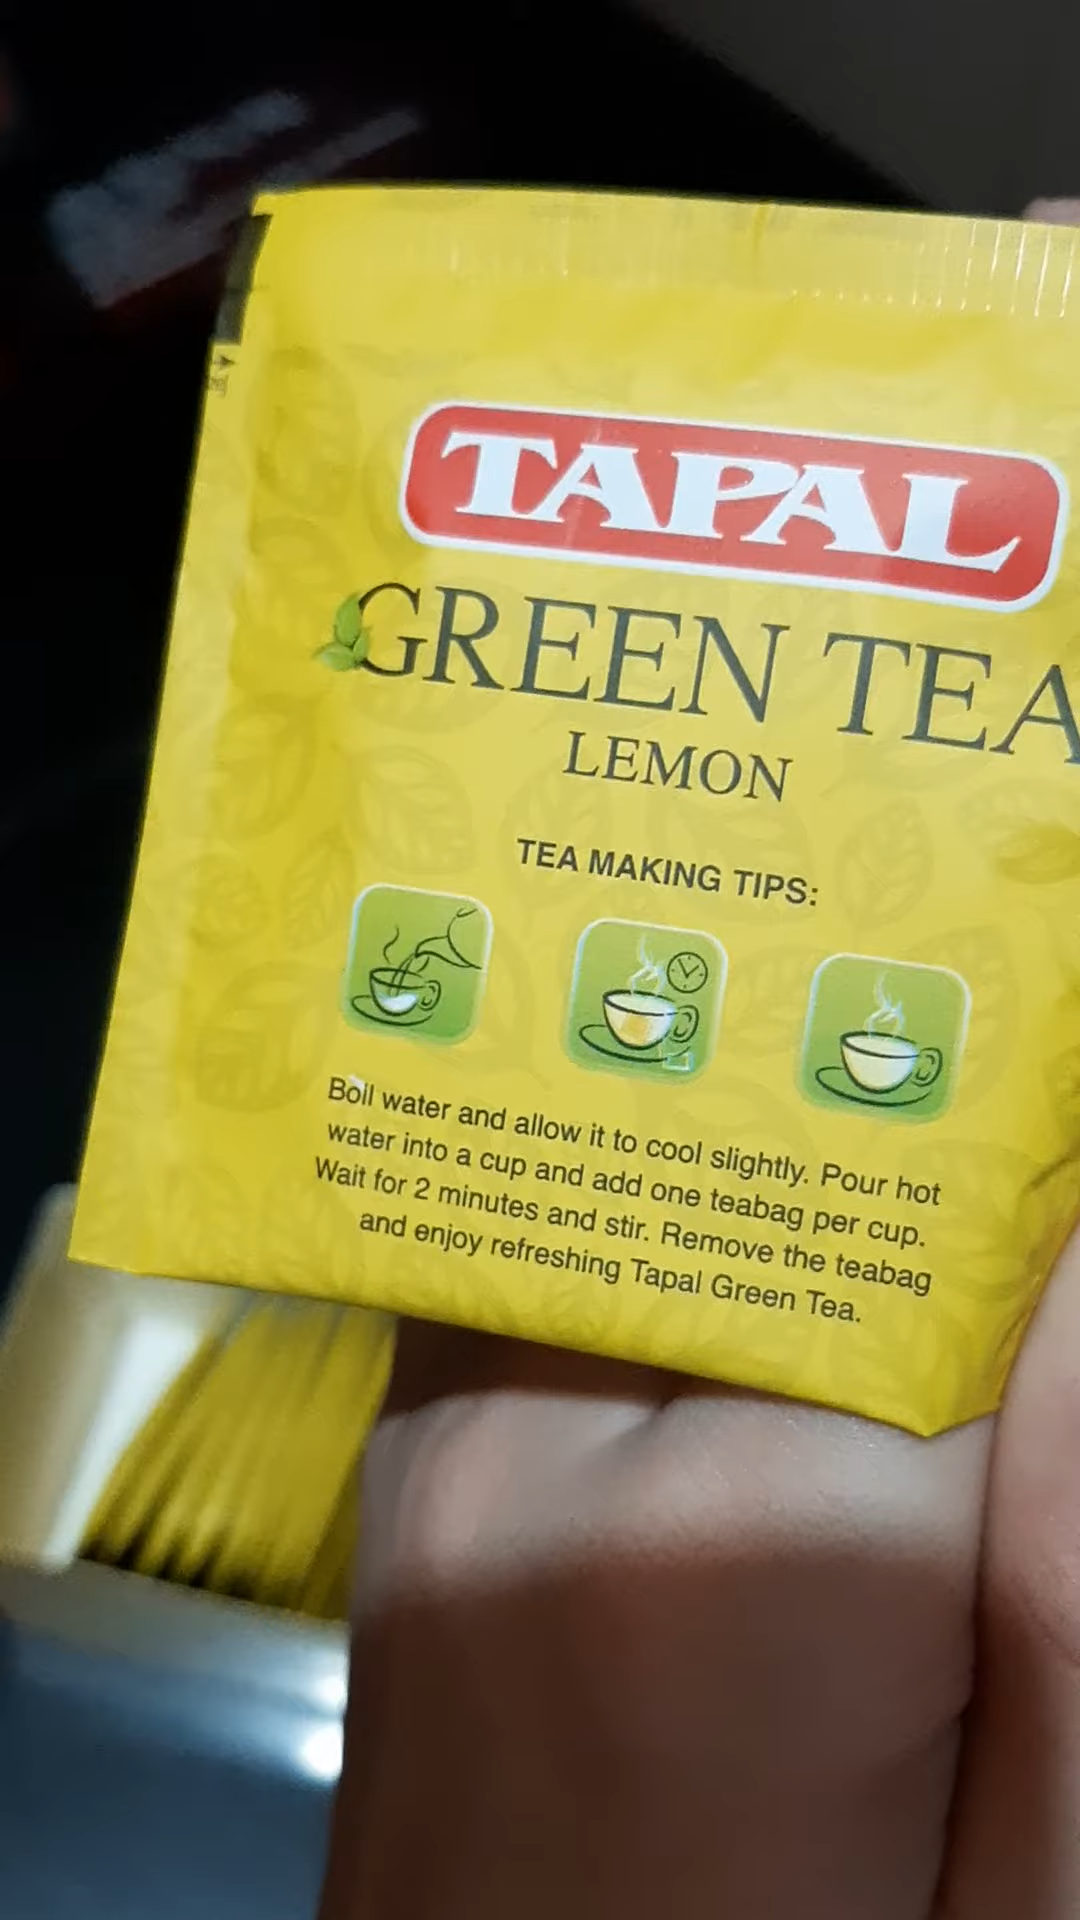 TAPAL
GREEN TEA
LEMON
TEA MAKING TIPS:
Boil water and allow it to cool slightly. Pour hot
water into a cup and add one teabag per cup.
Wait for 2 minutes and stir. Remove the teabag
and enjoy refreshing Tapal Green Tea.